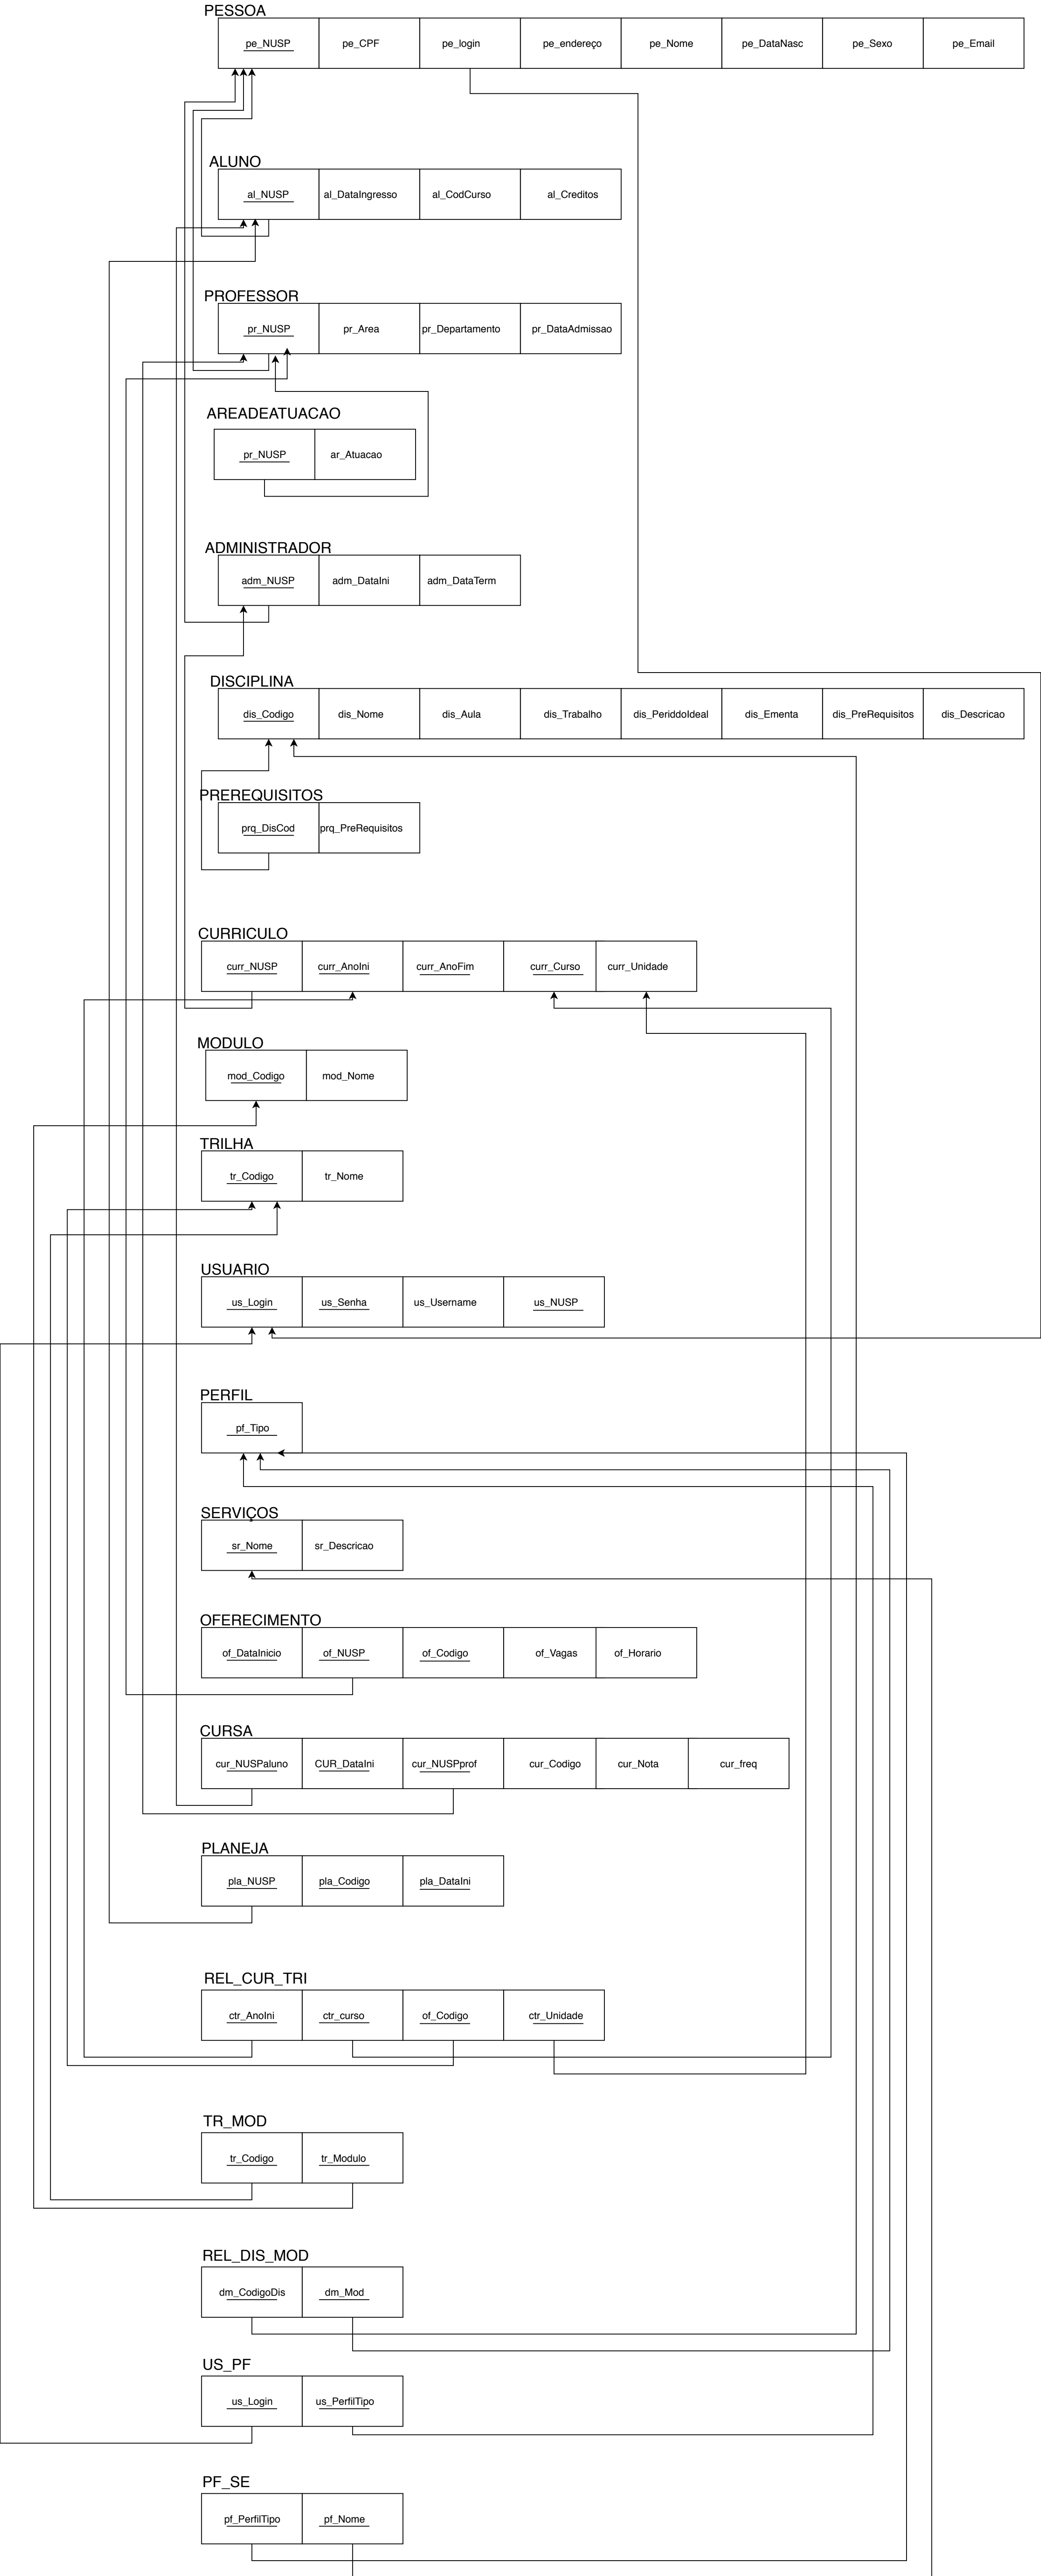 PESSOA
pe_NUSP pe_CPF pe_login pe_endereço pe_Nome pe_DataNasc pe_Sexo pe_Email
ALUNO
al_NUSP al_DataIngresso al_CodCurso al_Creditos
PROFESSOR
pr_NUSP pr_Area pr_Departamento pr_DataAdmissao
AREADEATUACAO
pr_NUSP ar_Atuacao
ADMINISTRADOR
adm_NUSP adm_DataIni adm_DataTerm
DISCIPLINA
dis_Codigo dis_Nome dis_Aula dis_Trabalho dis_PeriddoIdeal dis_Ementa dis_PreRequisitos dis_Descricao
PREREQUISITOS
prq_DisCod prq_PreRequisitos
CURRICULO
curr_NUSP curr_AnoIni curr_AnoFim curr_Curso curr_Unidade
MODULO
mod_Codigo mod_Nome
TRILHA
tr_Codigo tr_Nome
USUARIO
us_Login us_Senha us_Username us_NUSP
PERFIL
pf_Tipo
SERVIÇOS
sr_Nome sr_Descricao
OFERECIMENTO
of_DataInicio of_NUSP of_Codigo of_Vagas of_Horario
CURSA
cur_NUSPaluno CUR_DataIni cur_NUSPprof cur_Codigo cur_Nota cur_freq
PLANEJA
pla_NUSP pla_Codigo pla_DataIni
REL_CUR_TRI
ctr_AnoIni ctr_curso of_Codigo ctr_Unidade
TR_MOD
tr_Codigo tr_Modulo
REL_DIS_MOD
dm_CodigoDis dm_Mod
US_PF
us_Login us_PerfilTipo
PF_SE
pf_PerfilTipo pf_Nome